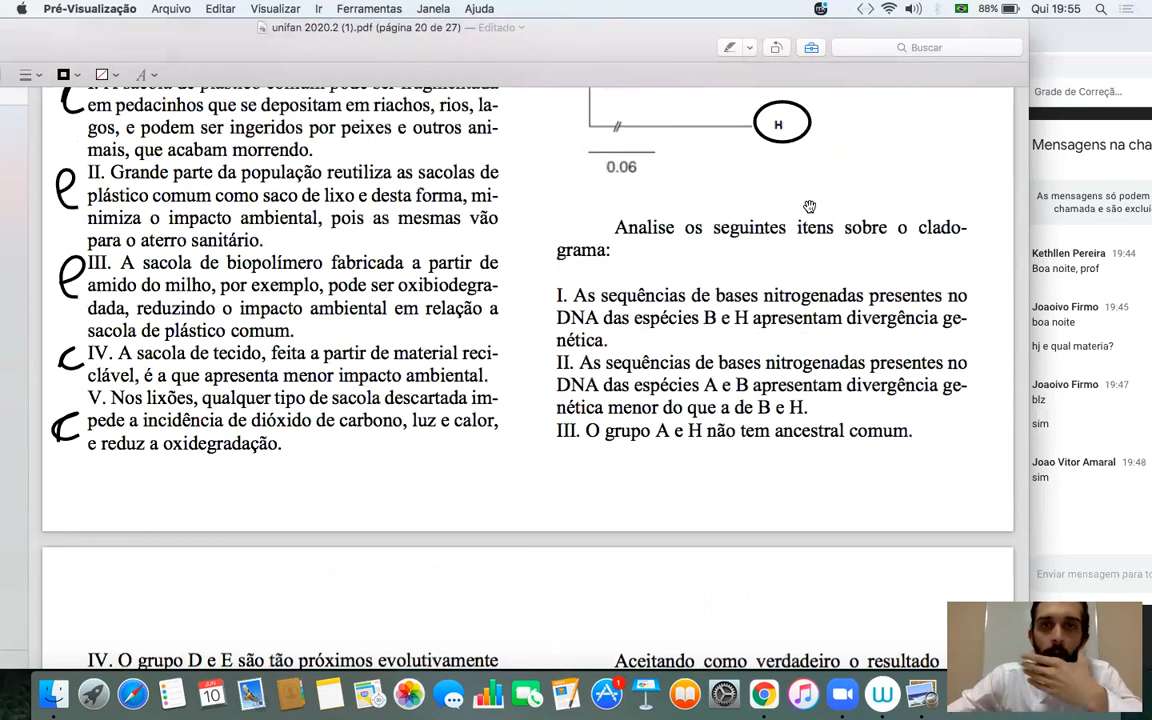 Pré-Visualização Arquivo Editar Visualizar Ir Ferramentas Janela Ajuda 88% Qui 19:55
unifan 2020.2 (1).pdf (página 20 de 27) — Editado
Buscar
A
em pedacinhos que se depositam em riachos, rios, la-
gos, e podem ser ingeridos por peixes e outros ani-
mais, que acabam morrendo.
e II. Grande parte da população reutiliza as sacolas de
plástico comum como saco de lixo e desta forma, mi-
nimiza o impacto ambiental, pois as mesmas vão
para o aterro sanitário.
e III. A sacola de biopolímero fabricada a partir de
amido do milho, por exemplo, pode ser oxibiodegra-
dada, reduzindo o impacto ambiental em relação a
sacola de plástico comum.
c IV. A sacola de tecido, feita a partir de material reci-
clável, é a que apresenta menor impacto ambiental.
V. Nos lixões, qualquer tipo de sacola descartada im-
c pede a incidência de dióxido de carbono, luz e calor,
e reduz a oxidegradação.
H
0.06
Analise os seguintes itens sobre o clado-
grama:
I. As sequências de bases nitrogenadas presentes no
DNA das espécies B e H apresentam divergência ge-
nética.
II. As sequências de bases nitrogenadas presentes no
DNA das espécies A e B apresentam divergência ge-
nética menor do que a de B e H.
III. O grupo A e H não tem ancestral comum.
IV. O grupo D e E são tão próximos evolutivamente
Aceitando como verdadeiro o resultado
Grade de Correçã...
Mensagens na cha
As mensagens só podem
chamada e são excluí
Kethllen Pereira 19:44
Boa noite, prof
Joaoivo Firmo 19:45
boa noite
hj e qual materia?
Joaoivo Firmo 19:47
blz
sim
Joao Vitor Amaral 19:48
sim
Enviar mensagem para to
JUN
10
1
W